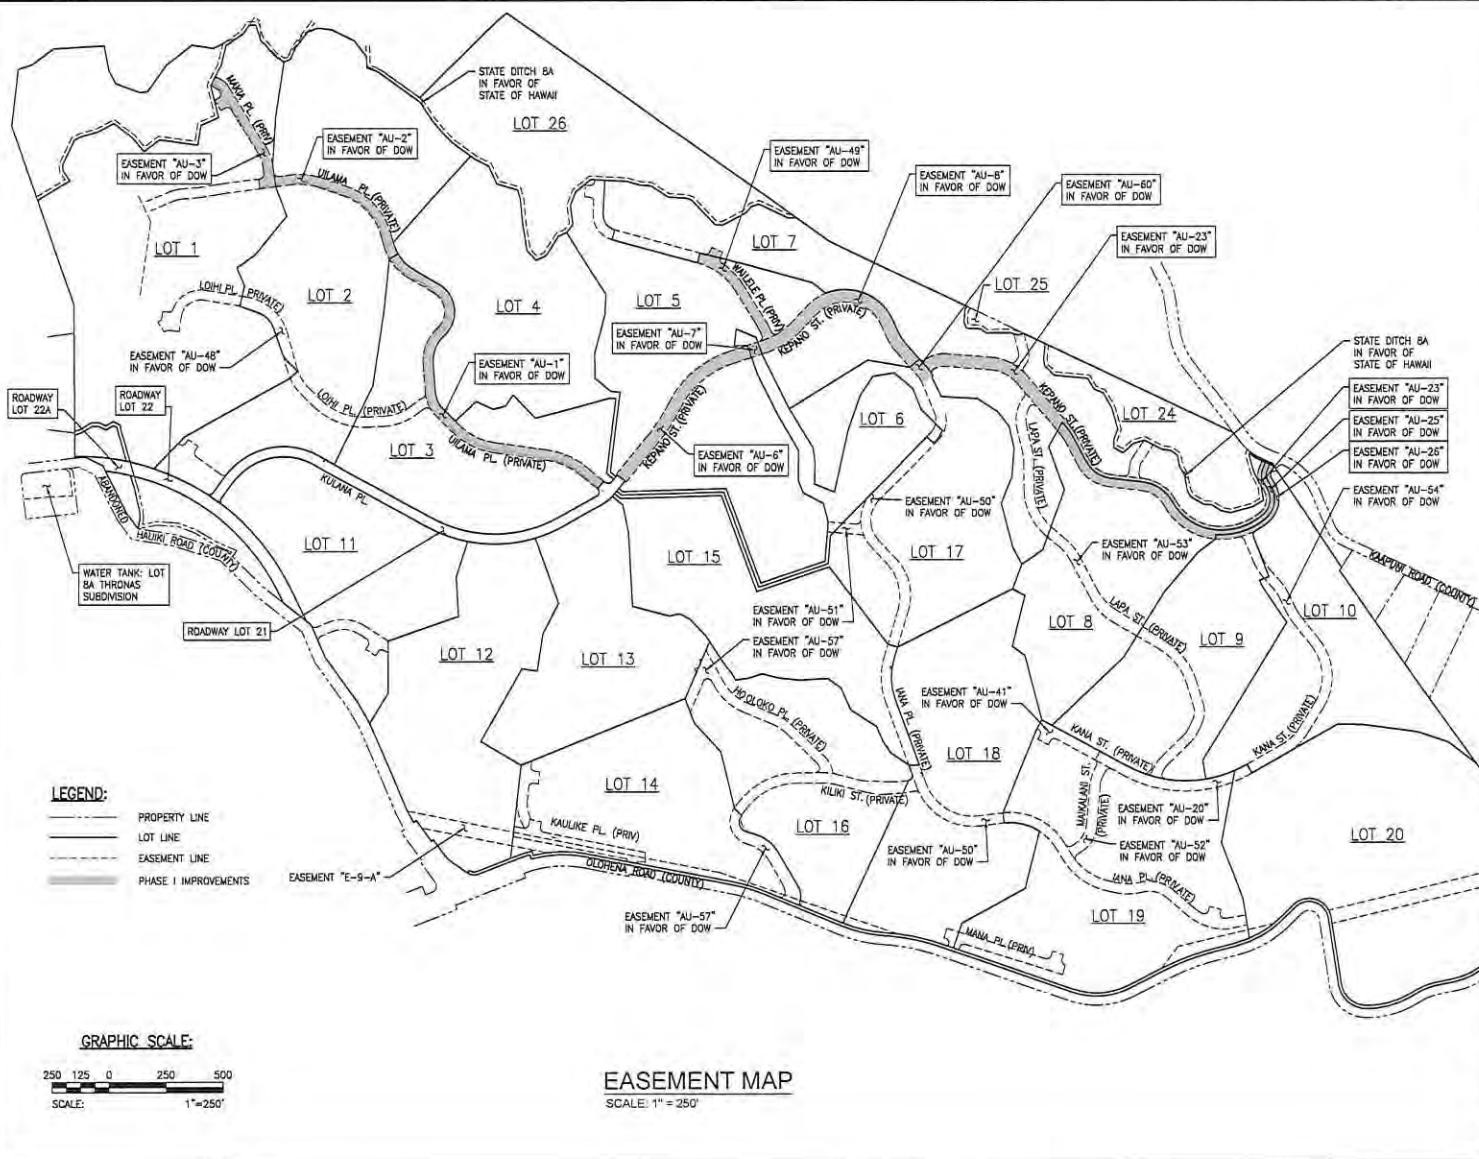 STATE DITCH 8A
IN FAVOR OF
STATE OF HAWAII
LOT 26
MAKIA PL. (PRIV)
EASEMENT "AU-2"
IN FAVOR OF DOW
EASEMENT "AU-3"
IN FAVOR OF DOW
UILAMA PL. (PRIVATE)
EASEMENT "AU-49"
IN FAVOR OF DOW
EASEMENT "AU-8"
IN FAVOR OF DOW
EASEMENT "AU-60"
IN FAVOR OF DOW
EASEMENT "AU-23"
IN FAVOR OF DOW
LOT 1
LOT 7
LOT 25
LOT 2
LOT 4
LOT 5
WAILELE PL.(PRIV)
LOIHI PL. (PRIVATE)
KEPANO ST. (PRIVATE)
EASEMENT "AU-7"
IN FAVOR OF DOW
EASEMENT "AU-48"
IN FAVOR OF DOW
EASEMENT "AU-1"
IN FAVOR OF DOW
STATE DITCH 8A
IN FAVOR OF
STATE OF HAWAII
ROADWAY
LOT 22A
ROADWAY
LOT 22
LOIHI PL. (PRIVATE)
EASEMENT "AU-23"
IN FAVOR OF DOW
EASEMENT "AU-25"
IN FAVOR OF DOW
EASEMENT "AU-26"
IN FAVOR OF DOW
LOT 6
LOT 24
KEPANO ST. (PRIVATE)
LAPA ST. (PRIVATE)
LOT 3
UILAMA PL. (PRIVATE)
KEPANO ST. (PRIVATE)
EASEMENT "AU-6"
IN FAVOR OF DOW
KULANA PL.
ABANDONED
HAUIKI ROAD (COUNTY)
EASEMENT "AU-54"
IN FAVOR OF DOW
EASEMENT "AU-50"
IN FAVOR OF DOW
LOT 11
LOT 15
LOT 17
EASEMENT "AU-53"
IN FAVOR OF DOW
KAAPUNI ROAD (COUNTY)
WATER TANK: LOT
8A THRONAS
SUBDIVISION
EASEMENT "AU-51"
IN FAVOR OF DOW
LAPA ST. (PRIVATE)
LOT 10
ROADWAY LOT 21
LOT 8
LOT 9
EASEMENT "AU-57"
IN FAVOR OF DOW
LOT 12
LOT 13
HO'OLOKO PL. (PRIVATE)
IANA PL. (PRIVATE)
EASEMENT "AU-41"
IN FAVOR OF DOW
KANA ST. (PRIVATE)
KANA ST. (PRIVATE)
LOT 18
LOT 14
KILIKI ST. (PRIVATE)
MAIKALANI ST.
(PRIVATE)
LEGEND:
PROPERTY LINE
LOT LINE
EASEMENT LINE
PHASE I IMPROVEMENTS
KAULIKE PL. (PRIV)
LOT 16
EASEMENT "AU-20"
IN FAVOR OF DOW
LOT 20
EASEMENT "AU-50"
IN FAVOR OF DOW
EASEMENT "AU-52"
IN FAVOR OF DOW
EASEMENT "E-9-A"
OLOHENA ROAD (COUNTY)
IANA PL. (PRIVATE)
EASEMENT "AU-57"
IN FAVOR OF DOW
LOT 19
MANA PL. (PRIV)
GRAPHIC SCALE:
250 125 0 250 500
SCALE: 1"=250'
EASEMENT MAP
SCALE: 1" = 250'